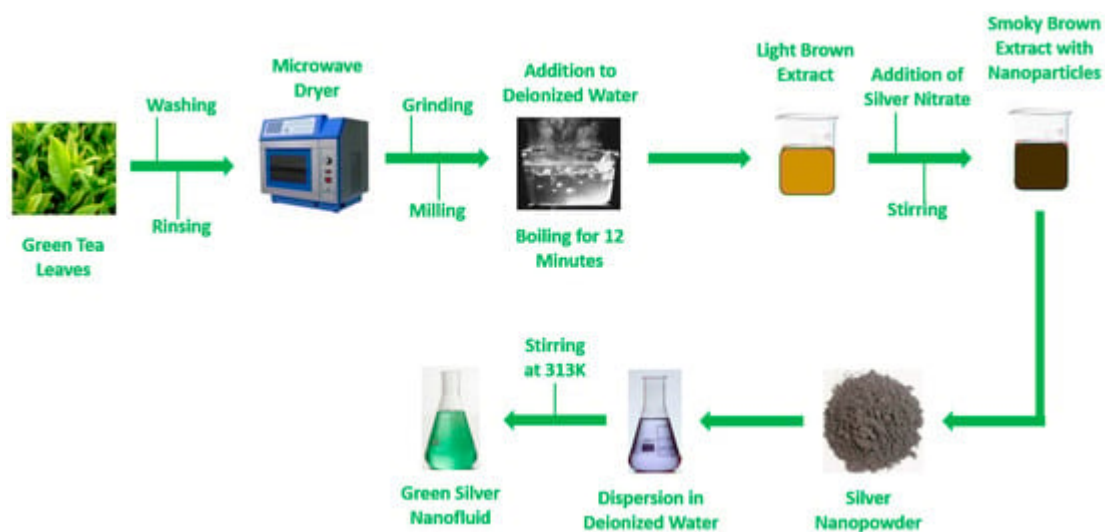 Green Tea
Leaves
Washing
Rinsing
Microwave
Dryer
Grinding
Milling
Addition to
Deionized Water
Boiling for 12
Minutes
Light Brown
Extract
Addition of
Silver Nitrate
Stirring
Smoky Brown
Extract with
Nanoparticles
Silver
Nanopowder
Dispersion in
Deionized Water
Stirring
at 313K
Green Silver
Nanofluid